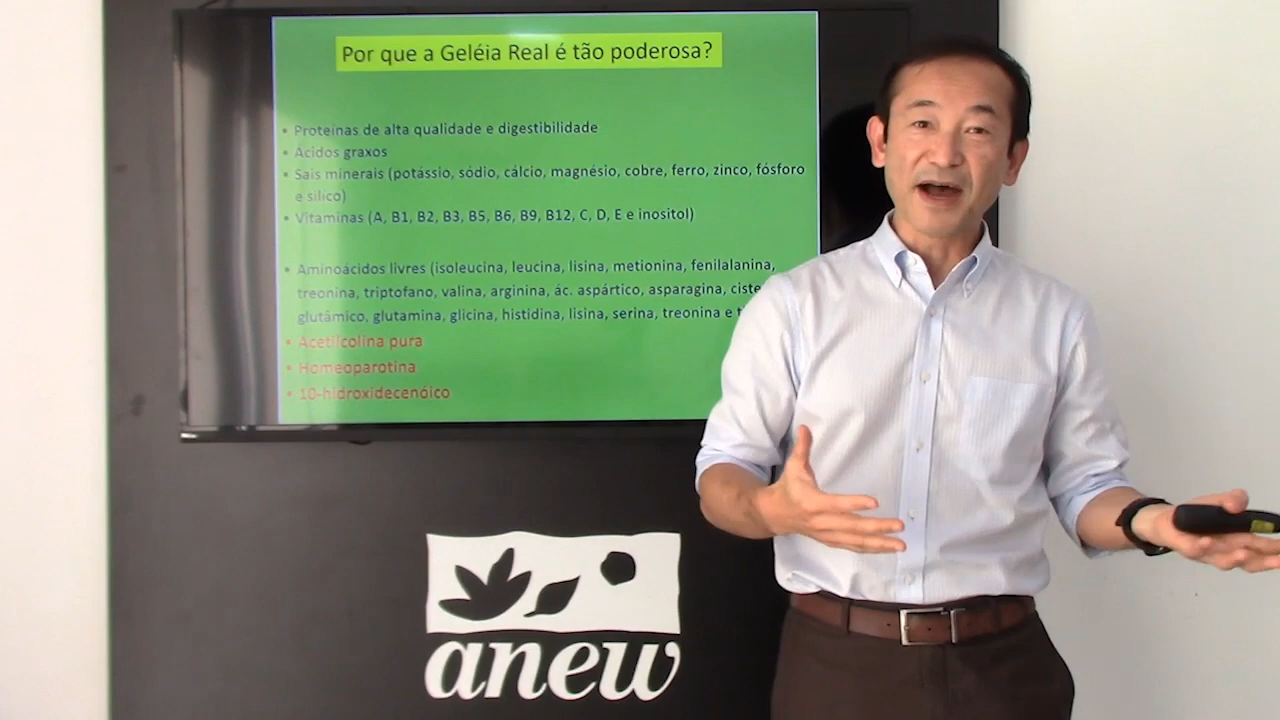 Por que a Geléia Real é tão poderosa?
• Proteínas de alta qualidade e digestibilidade
• Ácidos graxos
• Sais minerais (potássio, sódio, cálcio, magnésio, cobre, ferro, zinco, fósforo
e silico)
• Vitaminas (A, B1, B2, B3, B5, B6, B9, B12, C, D, E e inositol)
• Aminoácidos livres (isoleucina, leucina, lisina, metionina, fenilalanina,
treonina, triptofano, valina, arginina, ác. aspártico, asparagina,
glutâmico, glutamina, glicina, histidina, lisina, serina, treonina e
• Acetilcolina pura
• Homeoparotina
• 10-hidroxidecenóico
anew